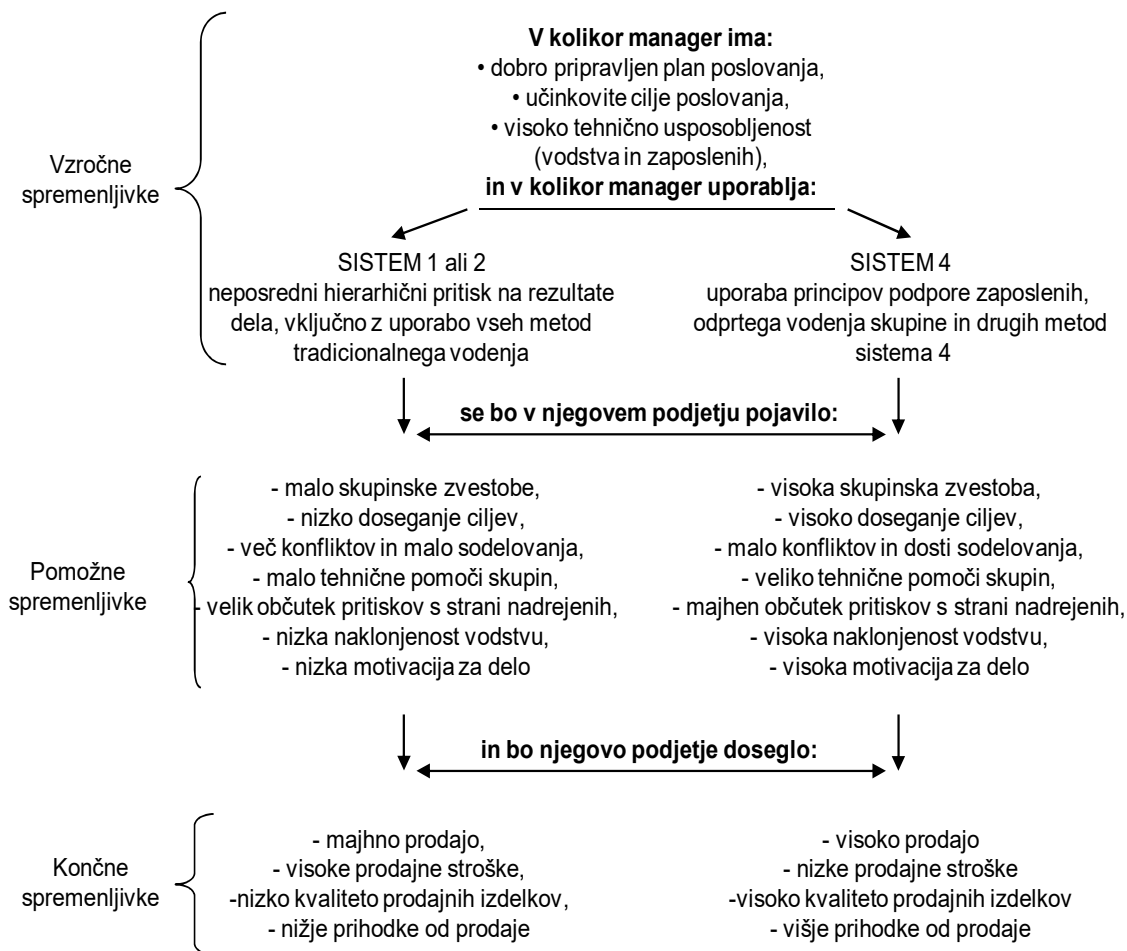 V kolikor manager ima:
• dobro pripravljen plan poslovanja,
• učinkovite cilje poslovanja,
• visoko tehnično usposobljenost
(vodstva in zaposlenih),
in v kolikor manager uporablja:
Vzročne
spremenljivke
SISTEM 1 ali 2
neposredni hierarhični pritisk na rezultate
dela, vključno z uporabo vseh metod
tradicionalnega vodenja
SISTEM 4
uporaba principov podpore zaposlenih,
odprtega vodenja skupine in drugih metod
sistema 4
se bo v njegovem podjetju pojavilo:
Pomožne
spremenljivke
- malo skupinske zvestobe,
- nizko doseganje ciljev,
- več konfliktov in malo sodelovanja,
- malo tehnične pomoči skupin,
- velik občutek pritiskov s strani nadrejenih,
- nizka naklonjenost vodstvu,
- nizka motivacija za delo
- visoka skupinska zvestoba,
- visoko doseganje ciljev,
- malo konfliktov in dosti sodelovanja,
- veliko tehnične pomoči skupin,
- majhen občutek pritiskov s strani nadrejenih,
- visoka naklonjenost vodstvu,
- visoka motivacija za delo
in bo njegovo podjetje doseglo:
Končne
spremenljivke
- majhno prodajo,
- visoke prodajne stroške,
-nizko kvaliteto prodajnih izdelkov,
- nižje prihodke od prodaje
- visoko prodajo
- nizke prodajne stroške
-visoko kvaliteto prodajnih izdelkov
- višje prihodke od prodaje